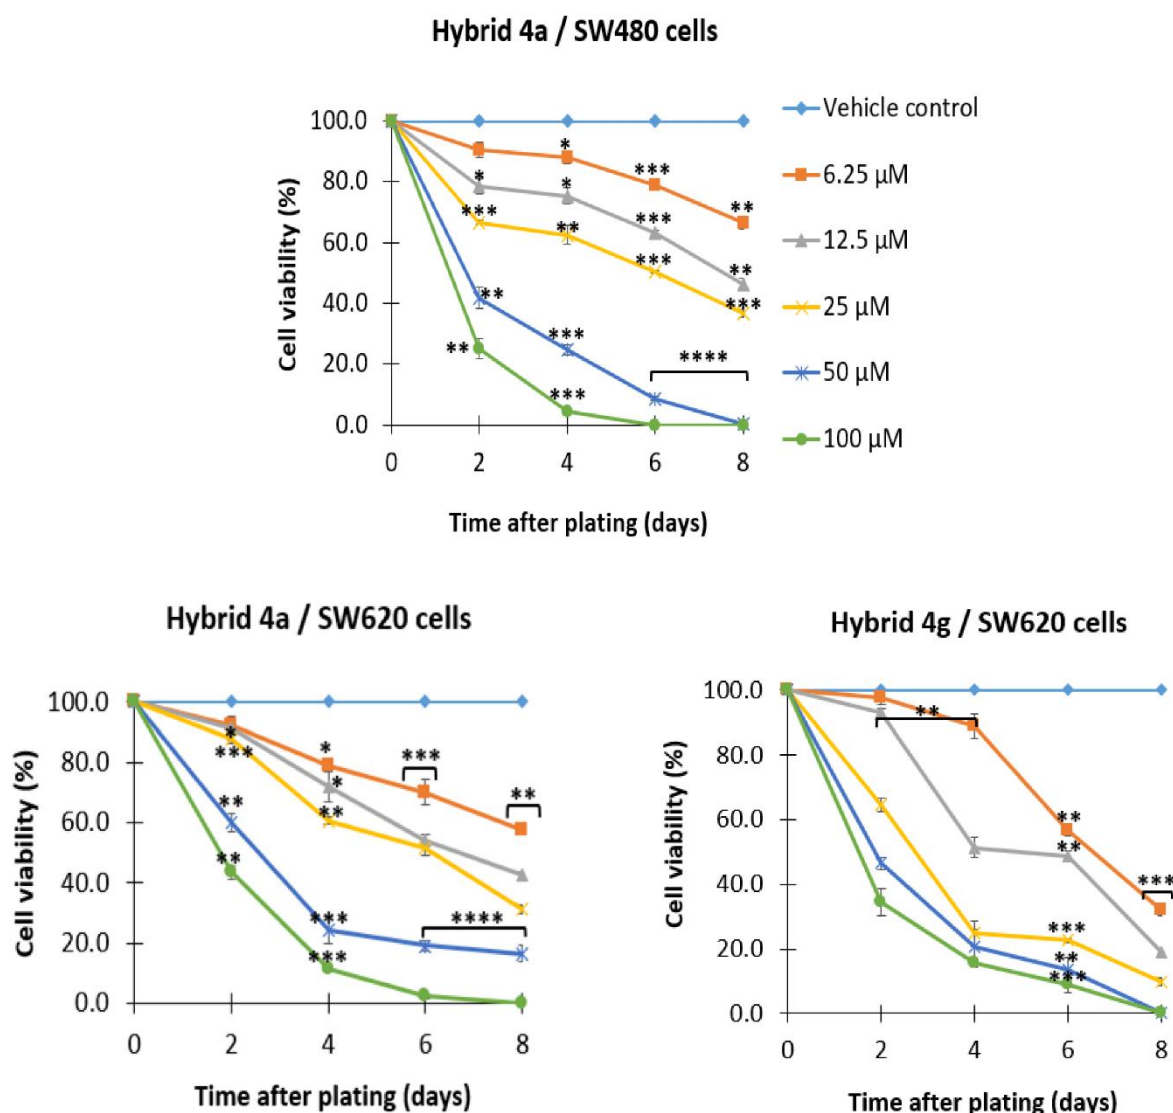 Hybrid 4a / SW480 cells
Cell viability (%)
100.0
80.0
60.0
40.0
20.0
0.0
*
***
**
*
*
***
**
***
**
***
***
**
***
****
**
***
0 2 4 6 8
Time after plating (days)
Vehicle control
6.25 µM
12.5 µM
25 µM
50 µM
100 µM
Hybrid 4a / SW620 cells
Cell viability (%)
100.0
80.0
60.0
40.0
20.0
0.0
*
***
*
***
*
**
**
**
**
***
****
***
0 2 4 6 8
Time after plating (days)
Hybrid 4g / SW620 cells
Cell viability (%)
100.0
80.0
60.0
40.0
20.0
0.0
**
**
**
***
***
**
***
0 2 4 6 8
Time after plating (days)